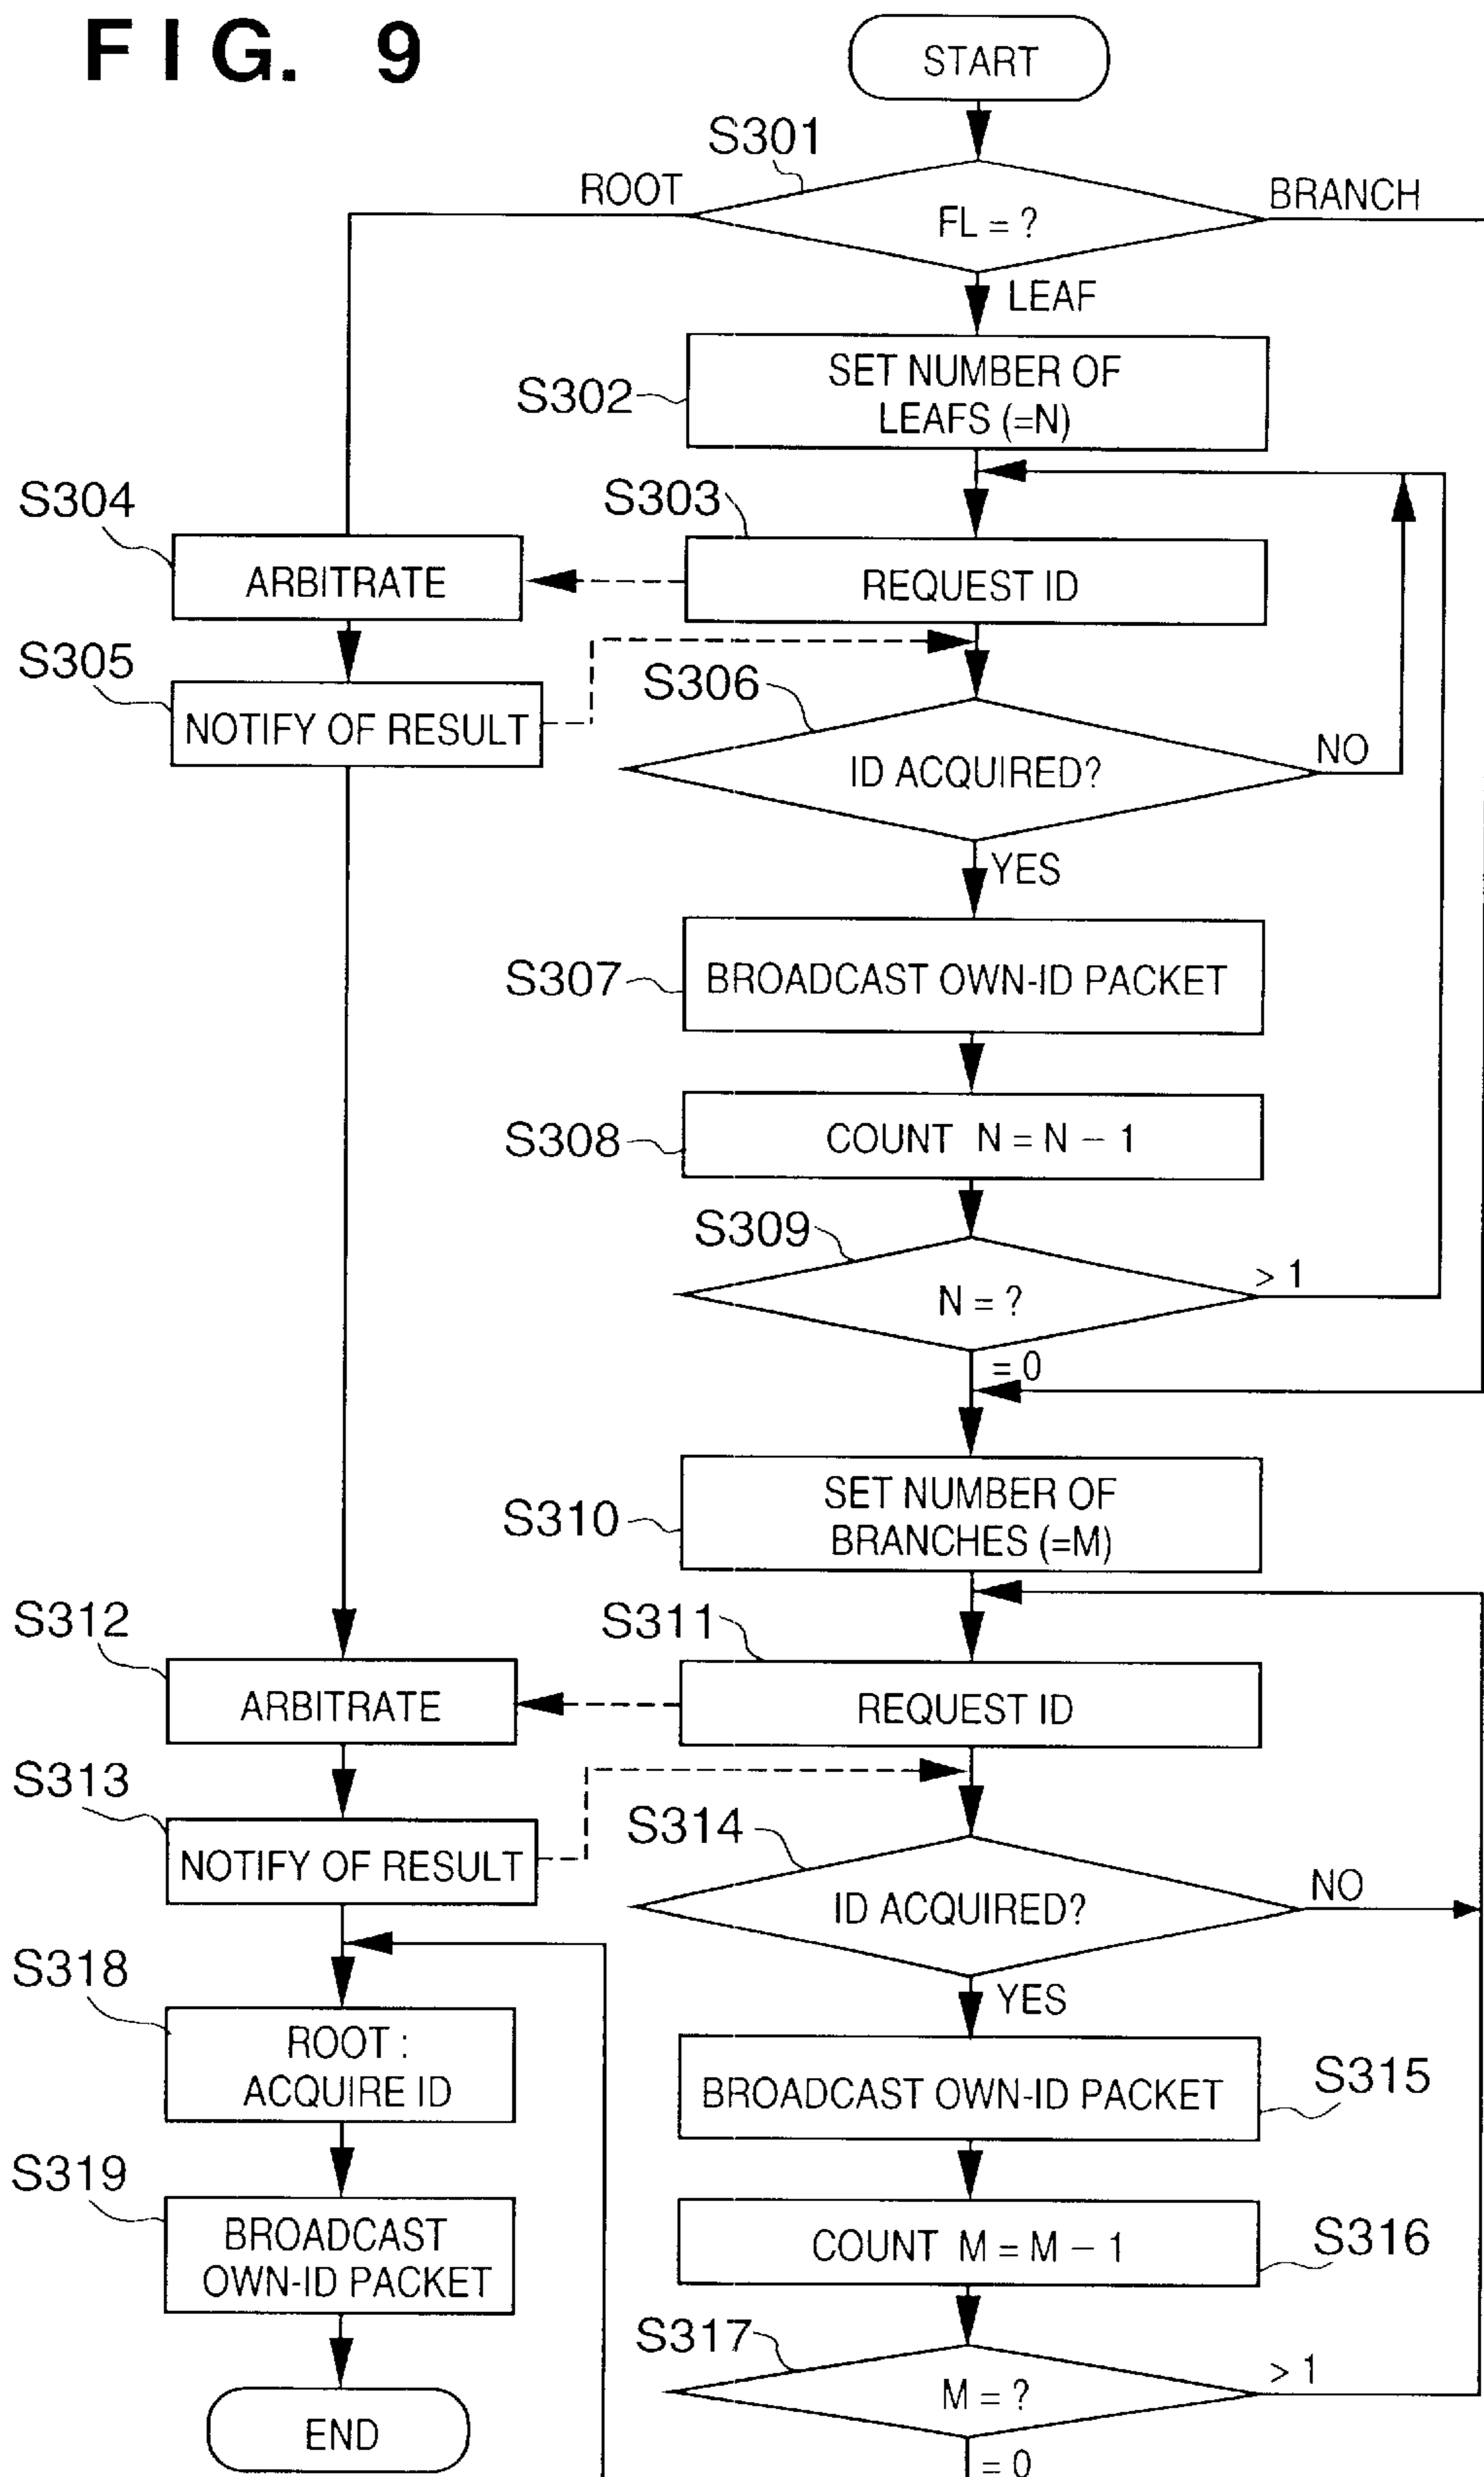 FIG. 9
START
S301
ROOT
BRANCH
FL = ?
LEAF
S302
SET NUMBER OF
LEAFS (=N)
S304
S303
ARBITRATE
REQUEST ID
S305
S306
NOTIFY OF RESULT
ID ACQUIRED?
NO
YES
S307
BROADCAST OWN-ID PACKET
S308
COUNT N = N − 1
S309
> 1
N = ?
= 0
S310
SET NUMBER OF
BRANCHES (=M)
S312
S311
ARBITRATE
REQUEST ID
S313
S314
NOTIFY OF RESULT
ID ACQUIRED?
NO
S318
YES
ROOT :
ACQUIRE ID
BROADCAST OWN-ID PACKET
S315
S319
BROADCAST
OWN-ID PACKET
COUNT M = M − 1
S316
S317
> 1
M = ?
END
= 0